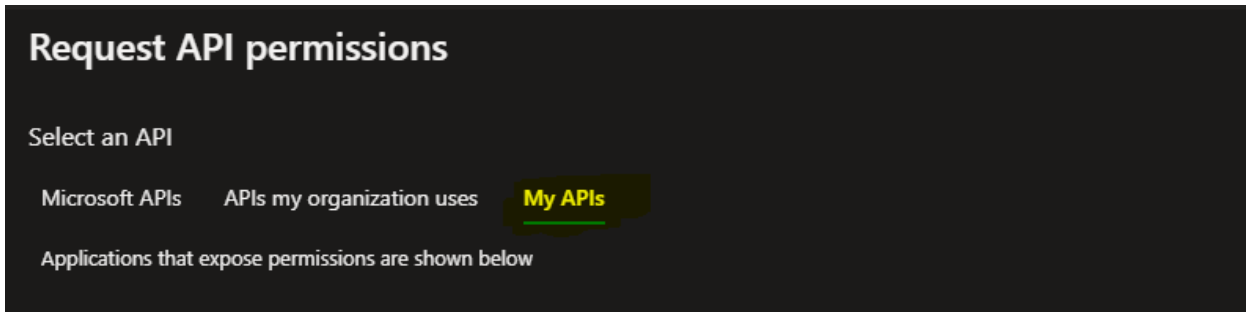 Request API permissions
Select an API
Microsoft APIs APIs my organization uses My APIs
Applications that expose permissions are shown below